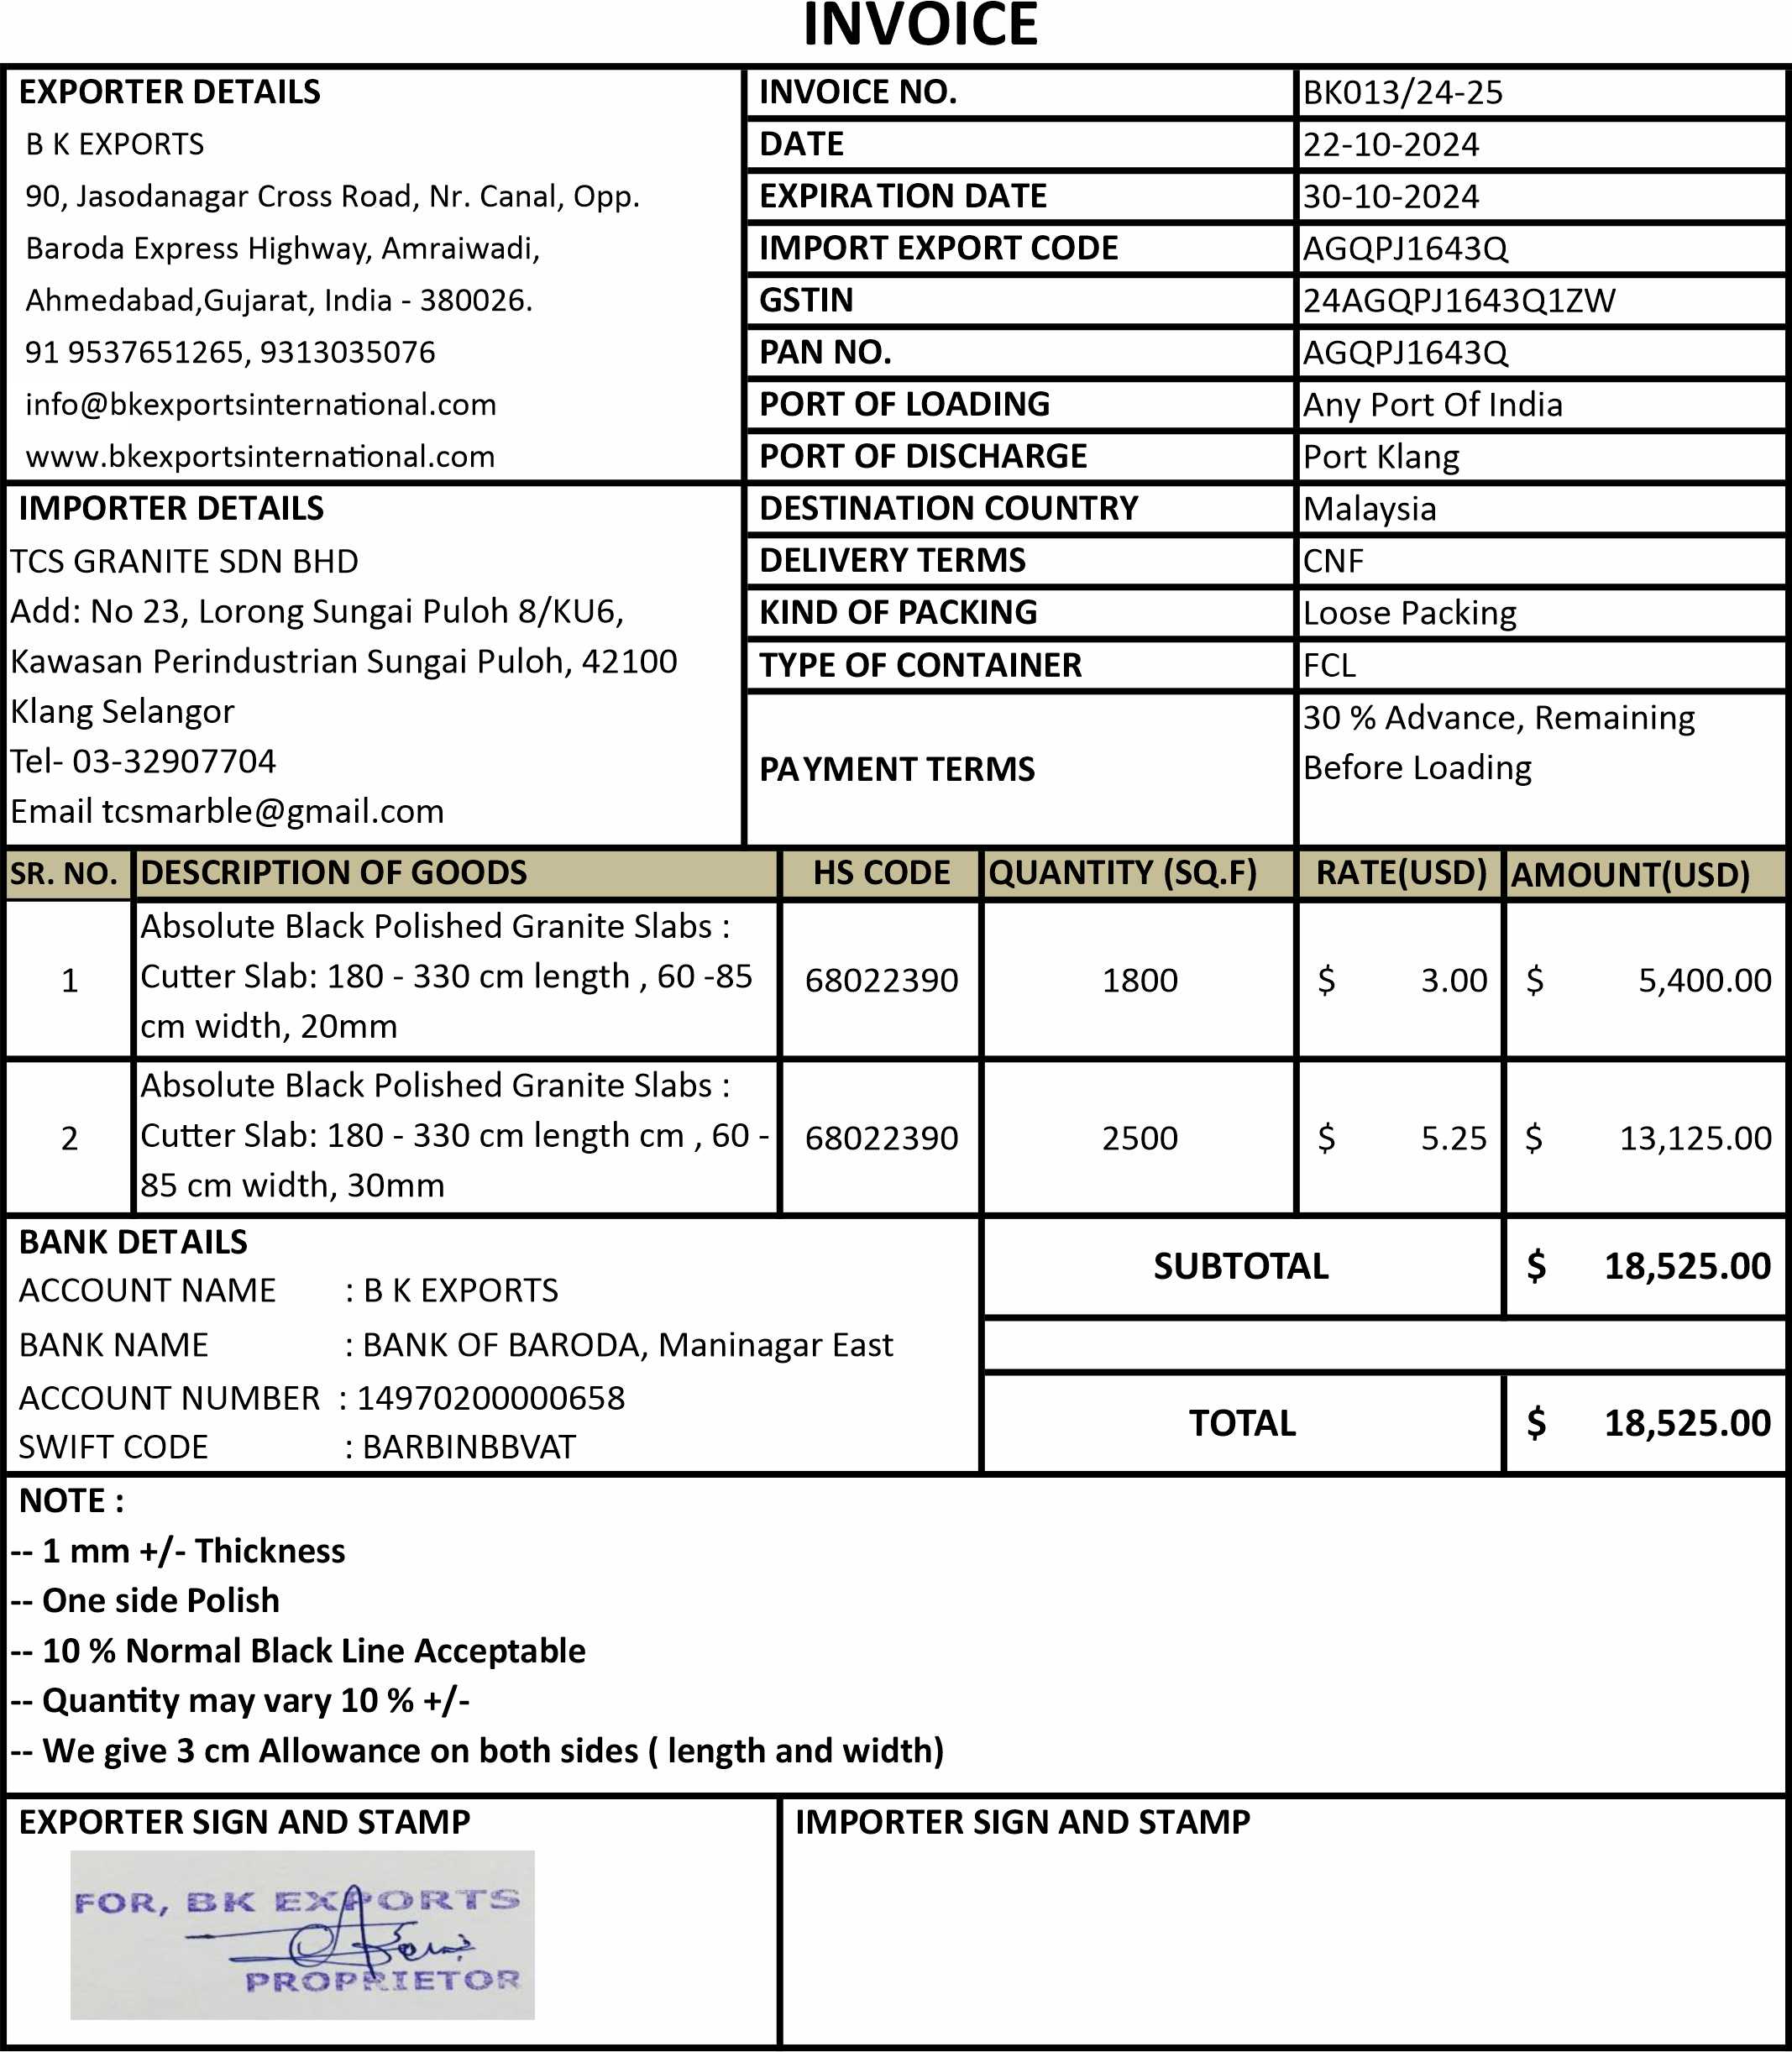 INVOICE
EXPORTER DETAILS
B K EXPORTS
90, Jasodanagar Cross Road, Nr. Canal, Opp.
Baroda Express Highway, Amraiwadi,
Ahmedabad,Gujarat, India - 380026.
91 9537651265, 9313035076
info@bkexportsinternational.com
www.bkexportsinternational.com
INVOICE NO. BK013/24-25
DATE 22-10-2024
EXPIRATION DATE 30-10-2024
IMPORT EXPORT CODE AGQPJ1643Q
GSTIN 24AGQPJ1643Q1ZW
PAN NO. AGQPJ1643Q
PORT OF LOADING Any Port Of India
PORT OF DISCHARGE Port Klang
IMPORTER DETAILS
TCS GRANITE SDN BHD
Add: No 23, Lorong Sungai Puloh 8/KU6,
Kawasan Perindustrian Sungai Puloh, 42100
Klang Selangor
Tel- 03-32907704
Email tcsmarble@gmail.com
DESTINATION COUNTRY Malaysia
DELIVERY TERMS CNF
KIND OF PACKING Loose Packing
TYPE OF CONTAINER FCL
PAYMENT TERMS 30 % Advance, Remaining
Before Loading
SR. NO. DESCRIPTION OF GOODS HS CODE QUANTITY (SQ.F) RATE(USD) AMOUNT(USD)
Absolute Black Polished Granite Slabs :
1 Cutter Slab: 180 - 330 cm length , 60 -85 68022390 1800 $ 3.00 $ 5,400.00
cm width, 20mm
Absolute Black Polished Granite Slabs :
2 Cutter Slab: 180 - 330 cm length cm , 60 - 68022390 2500 $ 5.25 $ 13,125.00
85 cm width, 30mm
BANK DETAILS
ACCOUNT NAME : B K EXPORTS
BANK NAME : BANK OF BARODA, Maninagar East
ACCOUNT NUMBER : 14970200000658
SWIFT CODE : BARBINBBVAT
SUBTOTAL $ 18,525.00
TOTAL $ 18,525.00
NOTE :
-- 1 mm +/- Thickness
-- One side Polish
-- 10 % Normal Black Line Acceptable
-- Quantity may vary 10 % +/-
-- We give 3 cm Allowance on both sides ( length and width)
EXPORTER SIGN AND STAMP
FOR, BK EXPORTS
PROPRIETOR
IMPORTER SIGN AND STAMP